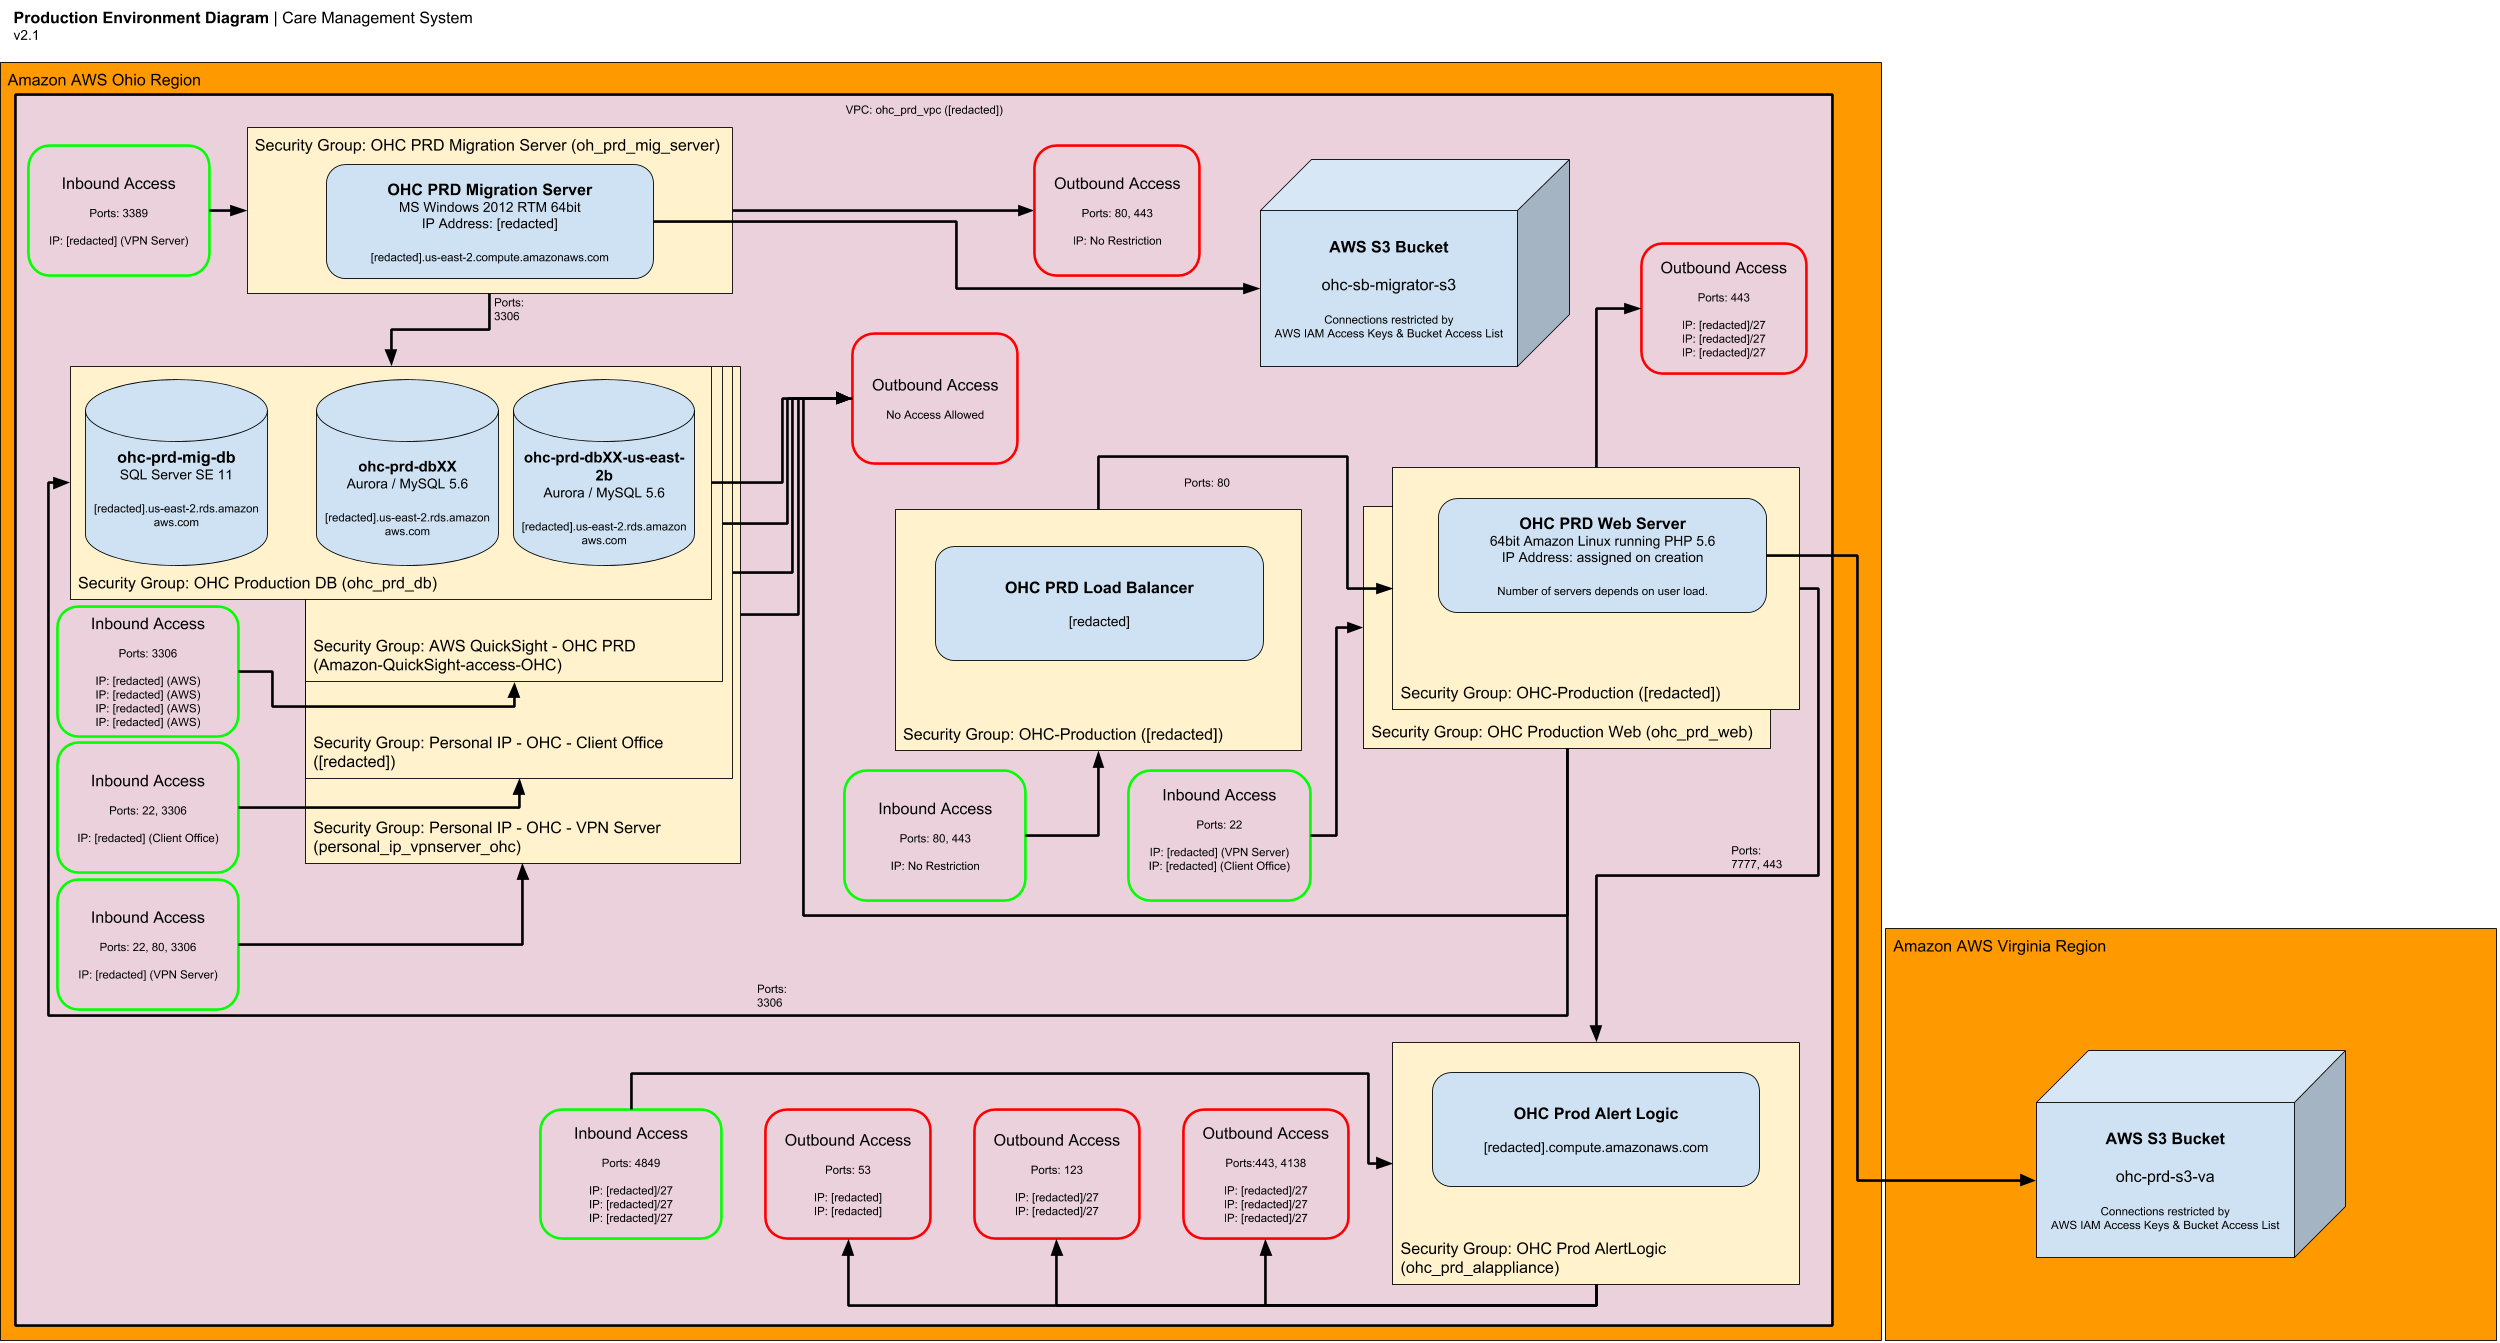 Production Environment Diagram | Care Management System
v2.1
Amazon AWS Ohio Region
VPC: ohc_prd_vpc ([redacted])
Inbound Access
Ports: 3389
IP: [redacted] (VPN Server)
Security Group: OHC PRD Migration Server (oh_prd_mig_server)
OHC PRD Migration Server
MS Windows 2012 RTM 64bit
IP Address: [redacted]
[redacted].us-east-2.compute.amazonaws.com
Ports:
3306
Outbound Access
Ports: 80, 443
IP: No Restriction
AWS S3 Bucket
ohc-sb-migrator-s3
Connections restricted by
AWS IAM Access Keys & Bucket Access List
Outbound Access
Ports: 443
IP: [redacted]/27
IP: [redacted]/27
IP: [redacted]/27
Outbound Access
No Access Allowed
ohc-prd-mig-db
SQL Server SE 11
[redacted].us-east-2.rds.amazon
aws.com
ohc-prd-dbXX
Aurora / MySQL 5.6
[redacted].us-east-2.rds.amazon
aws.com
ohc-prd-dbXX-us-east-
2b
Aurora / MySQL 5.6
[redacted].us-east-2.rds.amazon
aws.com
Security Group: OHC Production DB (ohc_prd_db)
Security Group: AWS QuickSight - OHC PRD
(Amazon-QuickSight-access-OHC)
Security Group: Personal IP - OHC - Client Office
([redacted])
Security Group: Personal IP - OHC - VPN Server
(personal_ip_vpnserver_ohc)
Inbound Access
Ports: 3306
IP: [redacted] (AWS)
IP: [redacted] (AWS)
IP: [redacted] (AWS)
IP: [redacted] (AWS)
Inbound Access
Ports: 22, 3306
IP: [redacted] (Client Office)
Inbound Access
Ports: 22, 80, 3306
IP: [redacted] (VPN Server)
Ports: 80
OHC PRD Load Balancer
[redacted]
Security Group: OHC-Production ([redacted])
OHC PRD Web Server
64bit Amazon Linux running PHP 5.6
IP Address: assigned on creation
Number of servers depends on user load.
Security Group: OHC-Production ([redacted])
Security Group: OHC Production Web (ohc_prd_web)
Inbound Access
Ports: 80, 443
IP: No Restriction
Inbound Access
Ports: 22
IP: [redacted] (VPN Server)
IP: [redacted] (Client Office)
Ports:
7777, 443
Ports:
3306
Inbound Access
Ports: 4849
IP: [redacted]/27
IP: [redacted]/27
IP: [redacted]/27
Outbound Access
Ports: 53
IP: [redacted]
IP: [redacted]
Outbound Access
Ports: 123
IP: [redacted]/27
IP: [redacted]/27
Outbound Access
Ports:443, 4138
IP: [redacted]/27
IP: [redacted]/27
IP: [redacted]/27
OHC Prod Alert Logic
[redacted].compute.amazonaws.com
Security Group: OHC Prod AlertLogic
(ohc_prd_alappliance)
Amazon AWS Virginia Region
AWS S3 Bucket
ohc-prd-s3-va
Connections restricted by
AWS IAM Access Keys & Bucket Access List